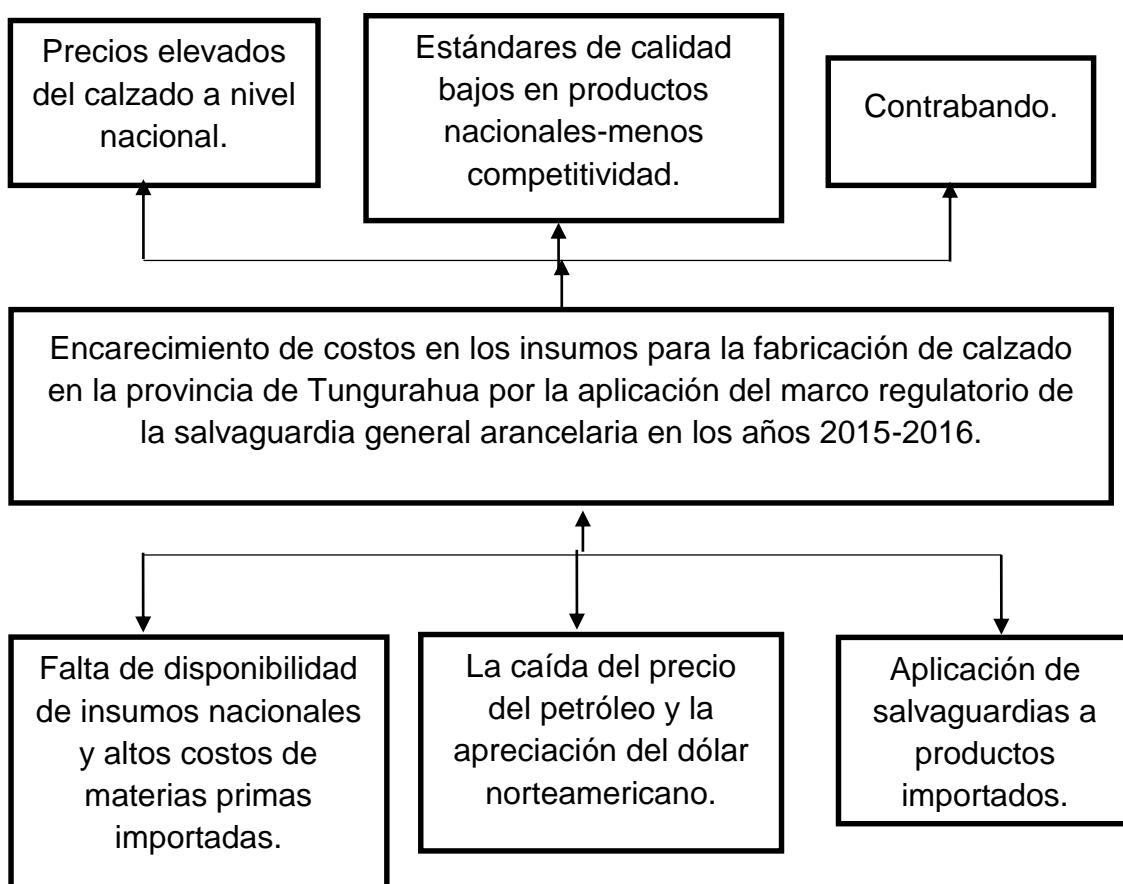 Precios elevados
del calzado a nivel
nacional.
Estándares de calidad
bajos en productos
nacionales-menos
competitividad.
Contrabando.
Encarecimiento de costos en los insumos para la fabricación de calzado
en la provincia de Tungurahua por la aplicación del marco regulatorio de
la salvaguardia general arancelaria en los años 2015-2016.
Falta de disponibilidad
de insumos nacionales
y altos costos de
materias primas
importadas.
La caída del precio
del petróleo y la
apreciación del dólar
norteamericano.
Aplicación de
salvaguardias a
productos
importados.